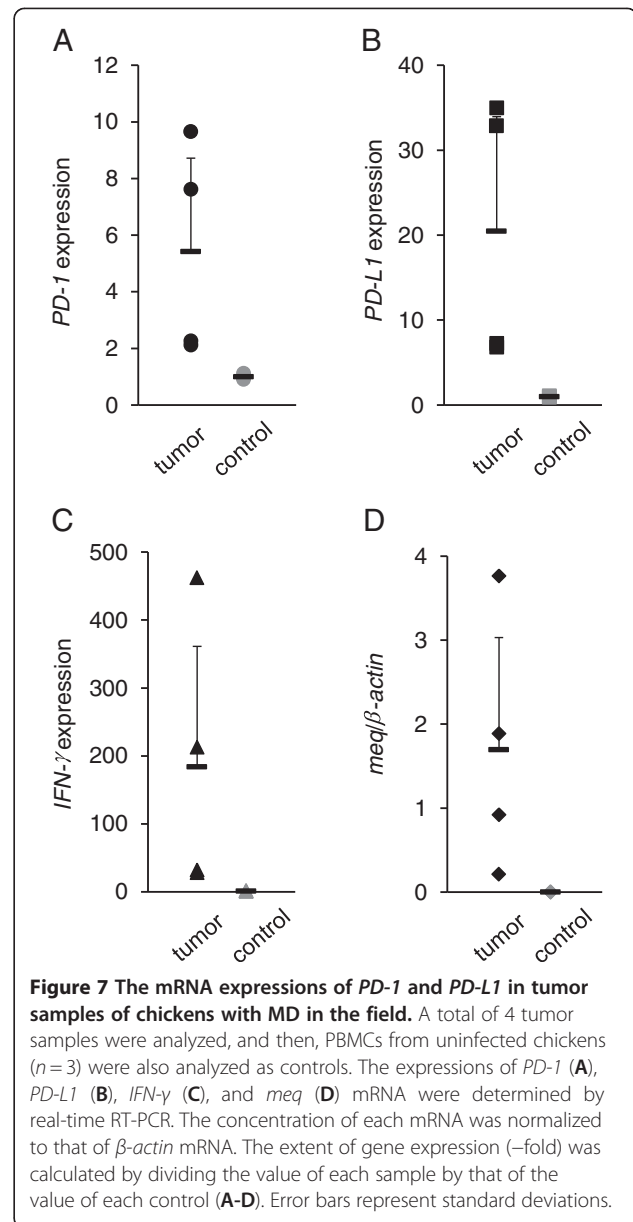 A
12
10
8
6
4
2
0
PD-1 expression
tumor
control
B
40
30
20
10
0
PD-L1 expression
tumor
control
C
500
400
300
200
100
0
IFN-γ expression
tumor
control
D
4
3
2
1
0
meq/β-actin
tumor
control
Figure 7 The mRNA expressions of PD-1 and PD-L1 in tumor
samples of chickens with MD in the field. A total of 4 tumor
samples were analyzed, and then, PBMCs from uninfected chickens
(n = 3) were also analyzed as controls. The expressions of PD-1 (A),
PD-L1 (B), IFN-γ (C), and meq (D) mRNA were determined by
real-time RT-PCR. The concentration of each mRNA was normalized
to that of β-actin mRNA. The extent of gene expression (−fold) was
calculated by dividing the value of each sample by that of the
value of each control (A-D). Error bars represent standard deviations.